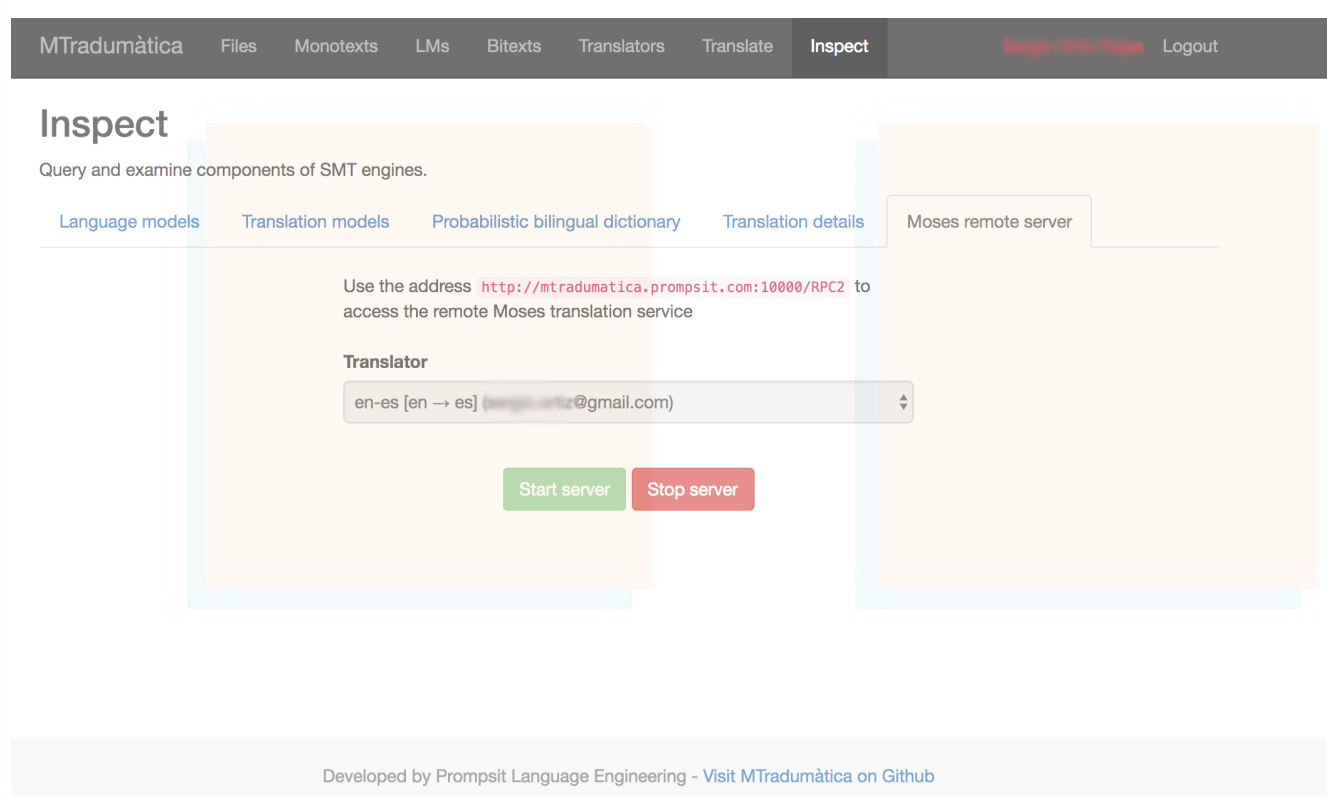 MTradumàtica Files Monotexts LMs Bitexts Translators Translate Inspect Logout
Inspect
Query and examine components of SMT engines.
Language models Translation models Probabilistic bilingual dictionary Translation details Moses remote server
Use the address http://mtradumatica.prompsit.com:10000/RPC2 to
access the remote Moses translation service
Translator
en-es [en → es] ( @gmail.com)
Start server Stop server
Developed by Prompsit Language Engineering - Visit MTradumàtica on Github